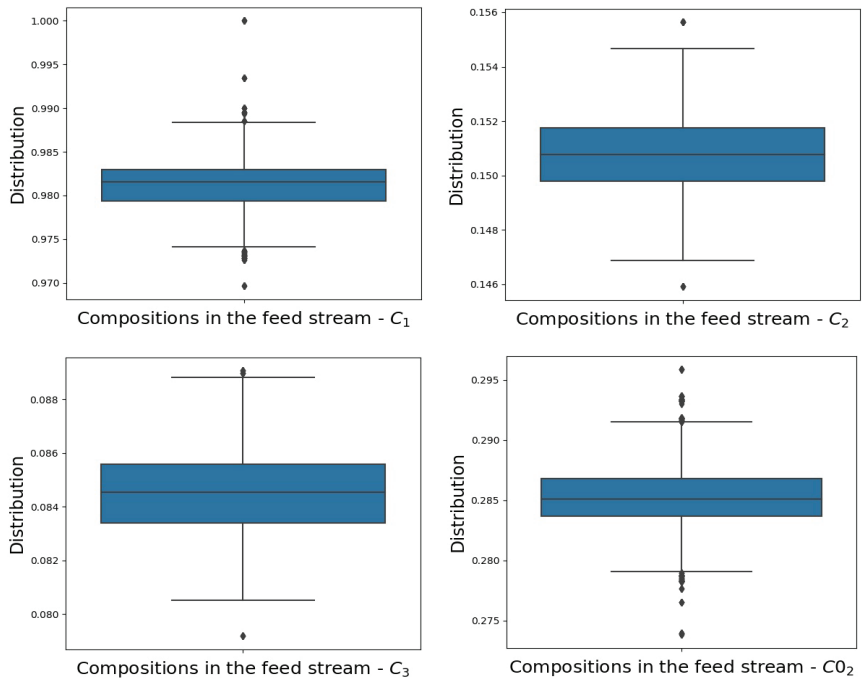 1.000
0.995
0.990
0.985
0.980
0.975
0.970
Distribution
Compositions in the feed stream - C₁
0.156
0.154
0.152
0.150
0.148
0.146
Distribution
Compositions in the feed stream - C₂
0.088
0.086
0.084
0.082
0.080
Distribution
Compositions in the feed stream - C₃
0.295
0.290
0.285
0.280
0.275
Distribution
Compositions in the feed stream - C0₂